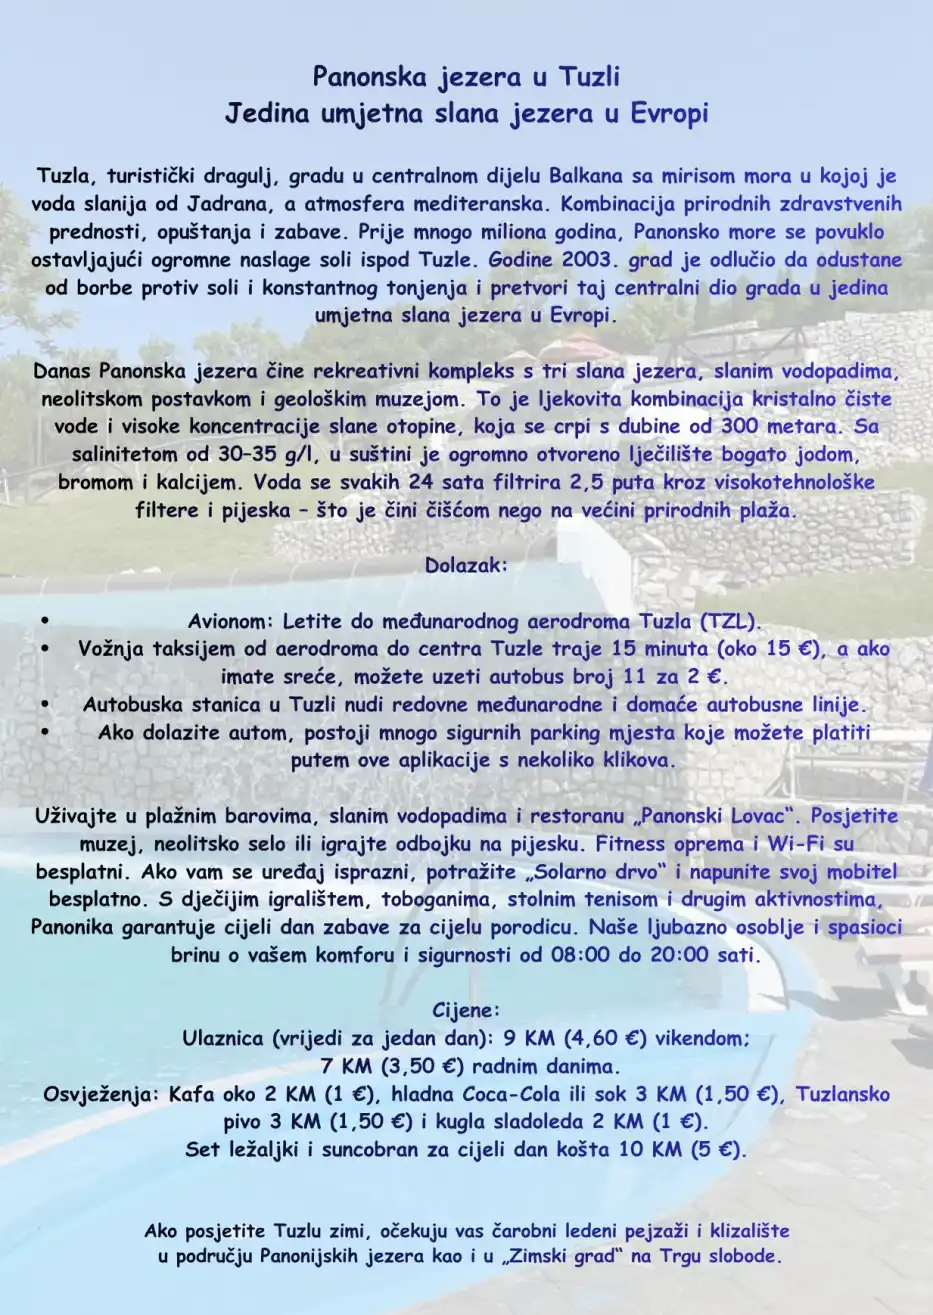 Panonska jezera u Tuzli
Jedina umjetna slana jezera u Evropi
Tuzla, turistički dragulj, gradu u centralnom dijelu Balkana sa mirisom mora u kojoj je
voda slanija od Jadrana, a atmosfera mediteranska. Kombinacija prirodnih zdravstvenih
prednosti, opuštanja i zabave. Prije mnogo miliona godina, Panonsko more se povuklo
ostavljajući ogromne naslage soli ispod Tuzle. Godine 2003. grad je odlučio da odustane
od borbe protiv soli i konstantnog tonjenja i pretvori taj centralni dio grada u jedina
umjetna slana jezera u Evropi.
Danas Panonska jezera čine rekreativni kompleks s tri slana jezera, slanim vodopadima,
neolitskom postavkom i geološkim muzejom. To je ljekovita kombinacija kristalno čiste
vode i visoke koncentracije slane otopine, koja se crpi s dubine od 300 metara. Sa
salinitetom od 30–35 g/l, u suštini je ogromno otvoreno lječilište bogato jodom,
bromom i kalcijem. Voda se svakih 24 sata filtrira 2,5 puta kroz visokotehnološke
filtere i pijeska – što je čini čišćom nego na većini prirodnih plaža.
Dolazak:
• Avionom: Letite do međunarodnog aerodroma Tuzla (TZL).
• Vožnja taksijem od aerodroma do centra Tuzle traje 15 minuta (oko 15 €), a ako
imate sreće, možete uzeti autobus broj 11 za 2 €.
• Autobuska stanica u Tuzli nudi redovne međunarodne i domaće autobusne linije.
• Ako dolazite autom, postoji mnogo sigurnih parking mjesta koje možete platiti
putem ove aplikacije s nekoliko klikova.
Uživajte u plažnim barovima, slanim vodopadima i restoranu „Panonski Lovac“. Posjetite
muzej, neolitsko selo ili igrajte odbojku na pijesku. Fitness oprema i Wi-Fi su
besplatni. Ako vam se uređaj isprazni, potražite „Solarno drvo“ i napunite svoj mobitel
besplatno. S dječijim igralištem, toboganima, stolnim tenisom i drugim aktivnostima,
Panonika garantuje cijeli dan zabave za cijelu porodicu. Naše ljubazno osoblje i spasioci
brinu o vašem komforu i sigurnosti od 08:00 do 20:00 sati.
Cijene:
Ulaznica (vrijedi za jedan dan): 9 KM (4,60 €) vikendom;
7 KM (3,50 €) radnim danima.
Osvježenja: Kafa oko 2 KM (1 €), hladna Coca-Cola ili sok 3 KM (1,50 €), Tuzlansko
pivo 3 KM (1,50 €) i kugla sladoleda 2 KM (1 €).
Set ležaljki i suncobran za cijeli dan košta 10 KM (5 €).
Ako posjetite Tuzlu zimi, očekuju vas čarobni ledeni pejzaži i klizalište
u području Panonijskih jezera kao i u „Zimski grad“ na Trgu slobode.